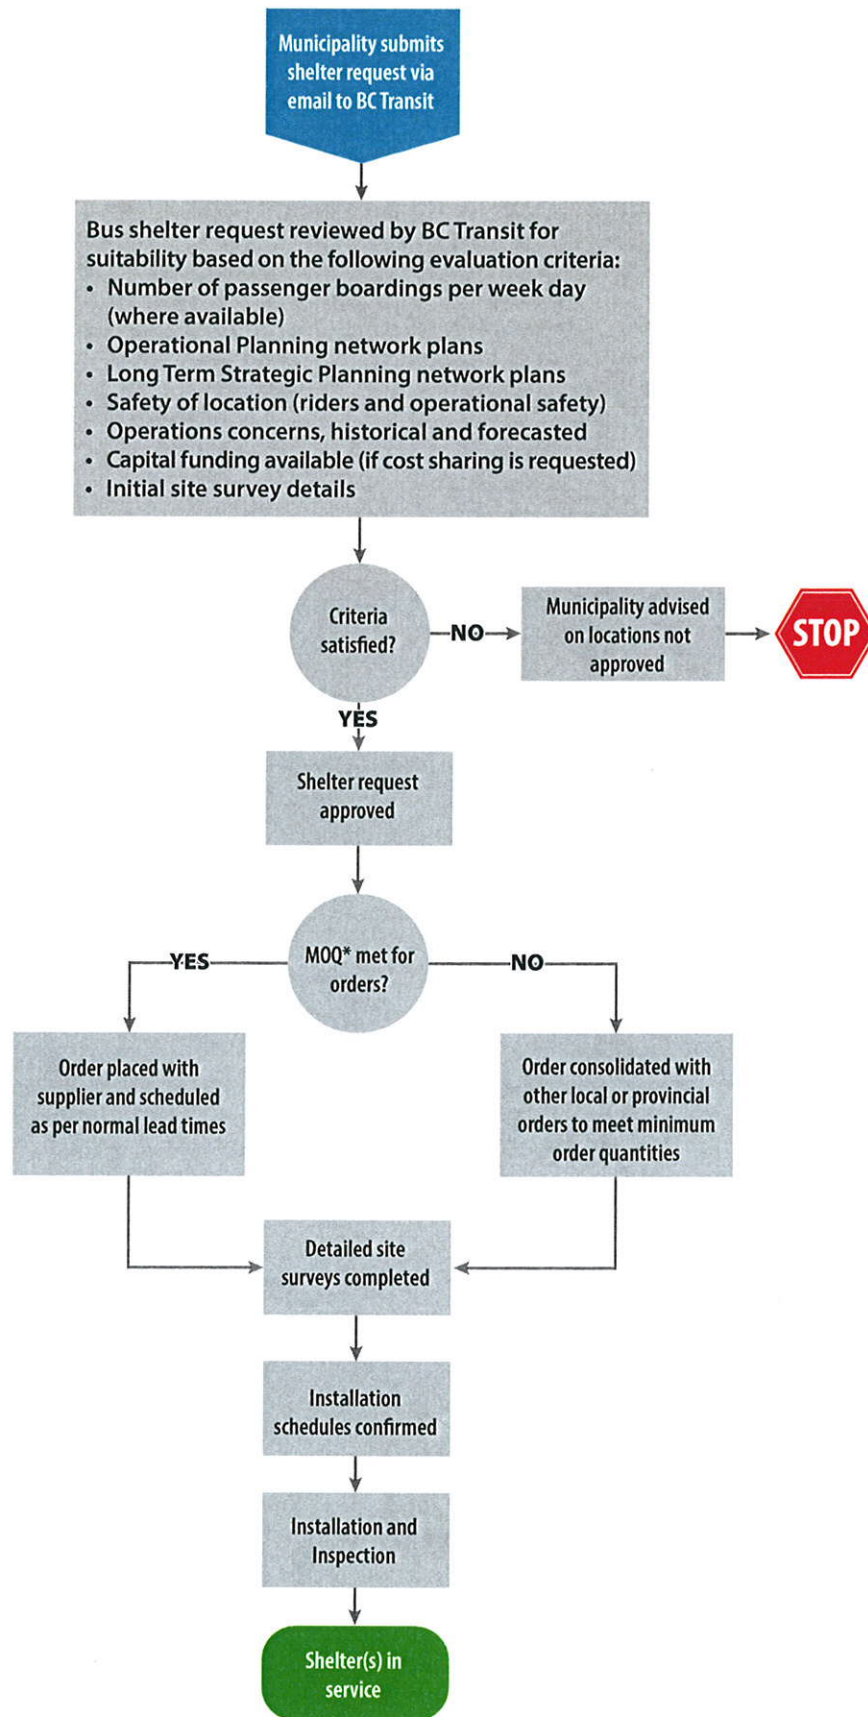 Municipality submits
shelter request via
email to BC Transit
Bus shelter request reviewed by BC Transit for
suitability based on the following evaluation criteria:
• Number of passenger boardings per week day
(where available)
• Operational Planning network plans
• Long Term Strategic Planning network plans
• Safety of location (riders and operational safety)
• Operations concerns, historical and forecasted
• Capital funding available (if cost sharing is requested)
• Initial site survey details
Criteria
satisfied?
NO
Municipality advised
on locations not
approved
STOP
YES
Shelter request
approved
MOQ* met for
orders?
YES
NO
Order placed with
supplier and scheduled
as per normal lead times
Order consolidated with
other local or provincial
orders to meet minimum
order quantities
Detailed site
surveys completed
Installation
schedules confirmed
Installation and
Inspection
Shelter(s) in
service